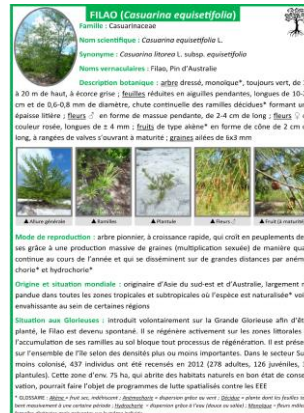 FILAO (Casuarina equisetifolia)
Famille : Casuarinaceae
Nom scientifique : Casuarina equisetifolia L.
Synonyme : Casuarina litorea L. subsp. equisetifolia
Noms vernaculaires : Filao, Pin d'Australie
Description botanique : arbre dressé, monoïque*, toujours vert, de
à 20 m de haut, à écorce grise ; feuilles réduites en aiguilles pendantes, longues de 10-2
cm et de 0,6-0,8 mm de diamètre, chute continuelle des ramilles décidues* formant un
épaisse litière ; fleurs ♂ en forme de massue pendante, de 2-4 cm de long ; fleurs ♀
couleur rosée, longues de ± 4 mm ; fruits de type akène* en forme de cône de 2 cm
long, à rangées de valves s'ouvrant à maturité ; graines ailées de 6x3 mm
▲ Allure générale
▲ Ramilles
▲ Plantule
▲ Fleurs ♂
▲ Fruit (à maturité
Mode de reproduction : arbre pionnier, à croissance rapide, qui croît en peuplements de
ses grâce à une production massive de graines (multiplication sexuée) de manière qua
continue au cours de l'année et qui se disséminent sur de grandes distances par aném
chorie* et hydrochorie*
Origine et situation mondiale : originaire d'Asie du sud-est et d'Australie, largement r
pandue dans toutes les zones tropicales et subtropicales où l'espèce est naturalisée* voi
envahissante au sein de certaines régions
Situation aux Glorieuses : introduit volontairement sur la Grande Glorieuse afin d'êt
planté, le Filao est devenu spontané. Il se régénère activement sur les zones littorales
l'accumulation de ses ramilles au sol bloque tout processus de régénération. Il est prése
sur l'ensemble de l'île selon des densités plus ou moins importantes. Dans le secteur Su
moins colonisé, 437 individus ont été recensés en 2012 (278 adultes, 126 juvéniles,
plantules). Cette zone d'env. 75 ha, qui abrite des habitats naturels en bon état de conse
vation, pourrait faire l'objet de programmes de lutte spatialisés contre les EEE